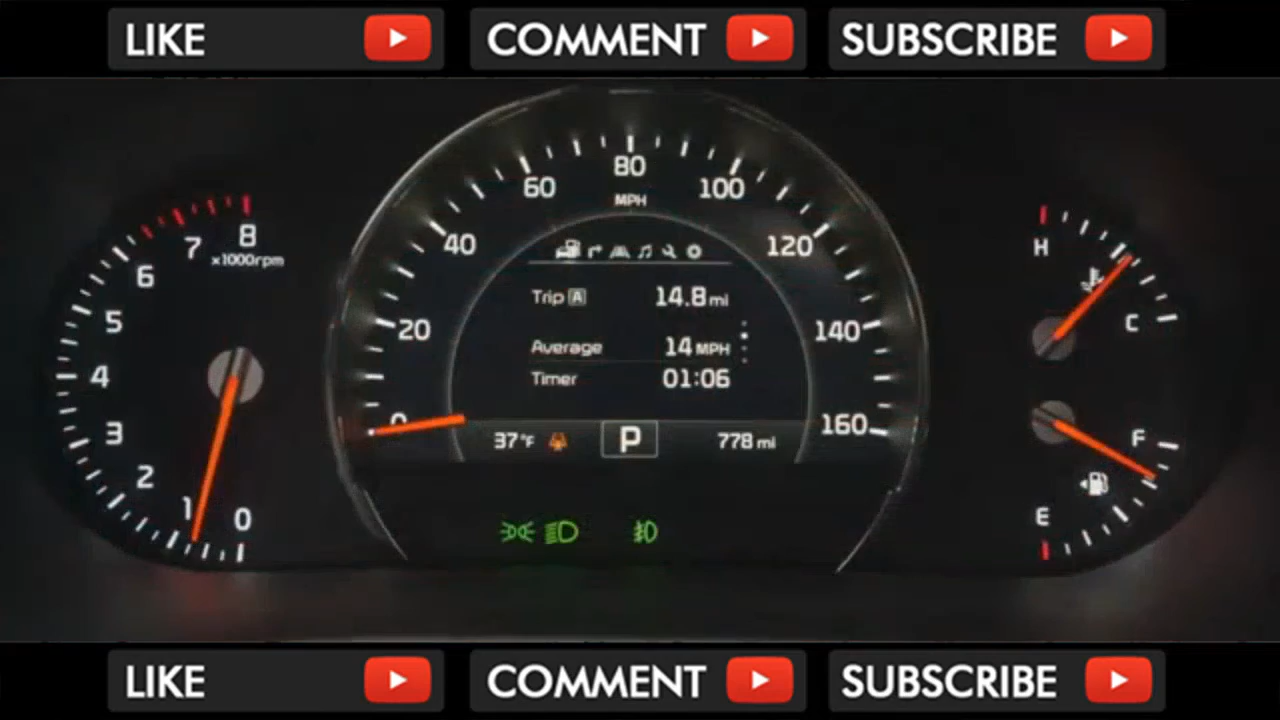 LIKE COMMENT SUBSCRIBE
80
60 100
MPH
40 120
8
7
x1000rpm
6
H
Trip A 14.8 mi
5
C
20 140
Average 14 MPH
4
Timer 01:06
3
0 160
37°F P 778 mi
F
2
1 0
E
LIKE COMMENT SUBSCRIBE